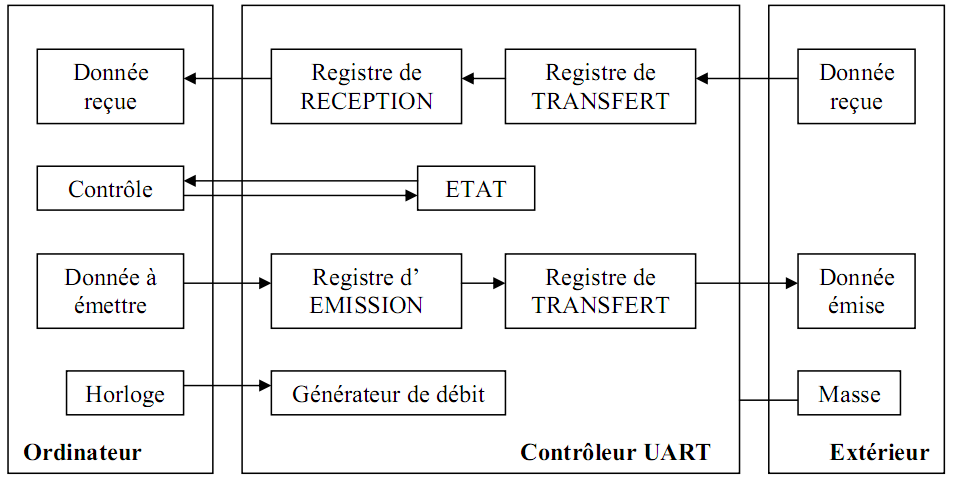 Donnée
reçue
Registre de
RECEPTION
Registre de
TRANSFERT
Donnée
reçue
Contrôle
ETAT
Donnée à
émettre
Registre d’
EMISSION
Registre de
TRANSFERT
Donnée
émise
Horloge
Générateur de débit
Masse
Ordinateur
Contrôleur UART
Extérieur